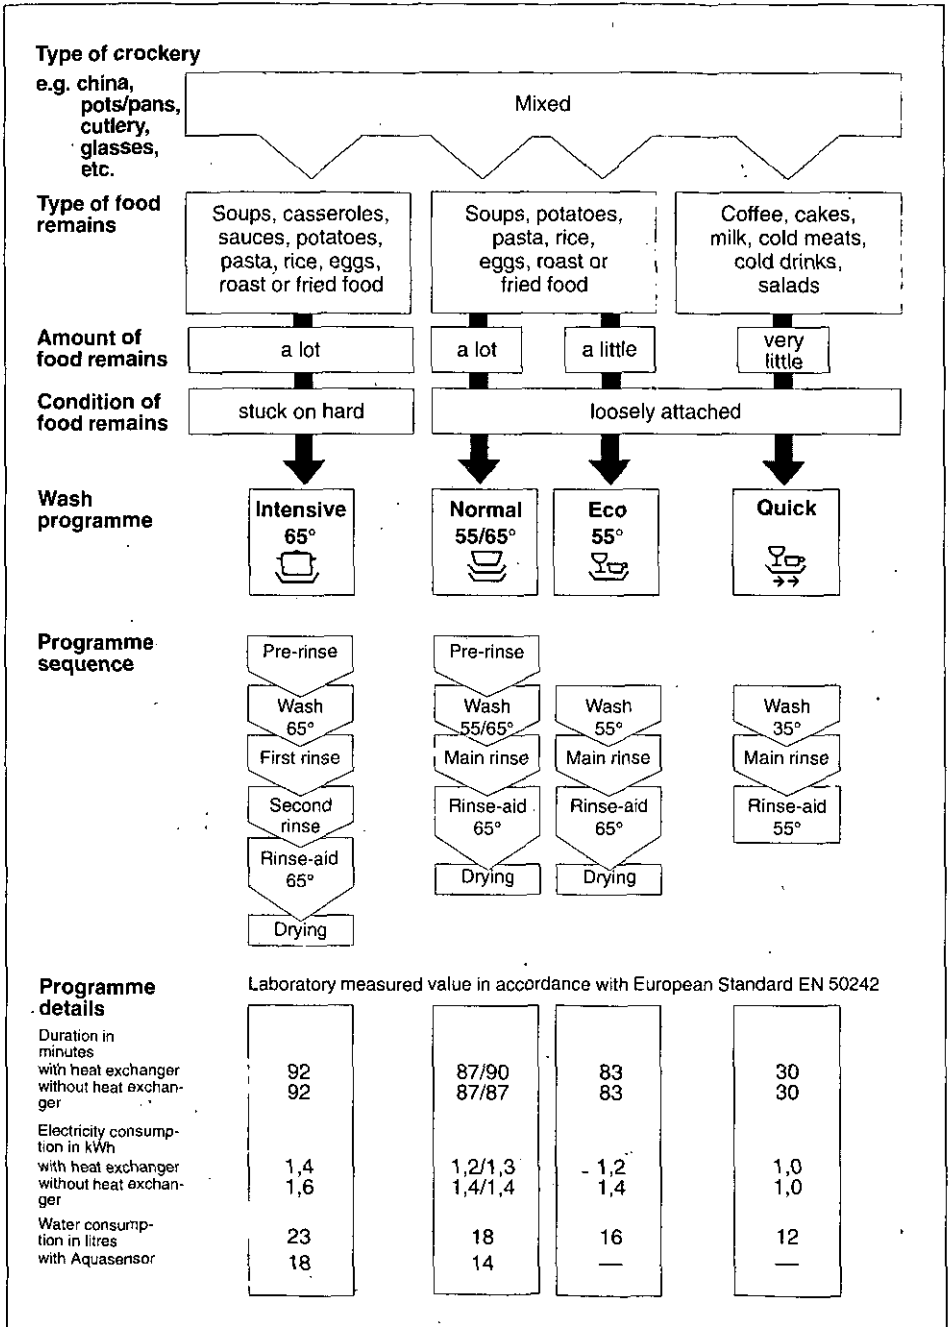 Type of crockery
e.g. china,
pots/pans,
cutlery,
glasses,
etc.
Mixed
Type of food
remains
Soups, casseroles,
sauces, potatoes,
pasta, rice, eggs,
roast or fried food
Soups, potatoes,
pasta, rice,
eggs, roast or
fried food
Coffee, cakes,
milk, cold meats,
cold drinks,
salads
Amount of
food remains
a lot
a lot
a little
very
little
Condition of
food remains
stuck on hard
loosely attached
Wash
programme
Intensive
65°
Normal
55/65°
Eco
55°
Quick
Programme
sequence
Pre-rinse
Wash
65°
First rinse
Second
rinse
Rinse-aid
65°
Drying
Pre-rinse
Wash
55/65°
Main rinse
Rinse-aid
65°
Drying
Wash
55°
Main rinse
Rinse-aid
65°
Drying
Wash
35°
Main rinse
Rinse-aid
55°
Programme
details
Laboratory measured value in accordance with European Standard EN 50242
Duration in
minutes
with heat exchanger 92 87/90 83 30
without heat exchan- 92 87/87 83 30
ger
Electricity consump-
tion in kWh
with heat exchanger 1,4 1,2/1,3 1,2 1,0
without heat exchan- 1,6 1,4/1,4 1,4 1,0
ger
Water consump-
tion in litres 23 18 16 12
with Aquasensor 18 14 — —